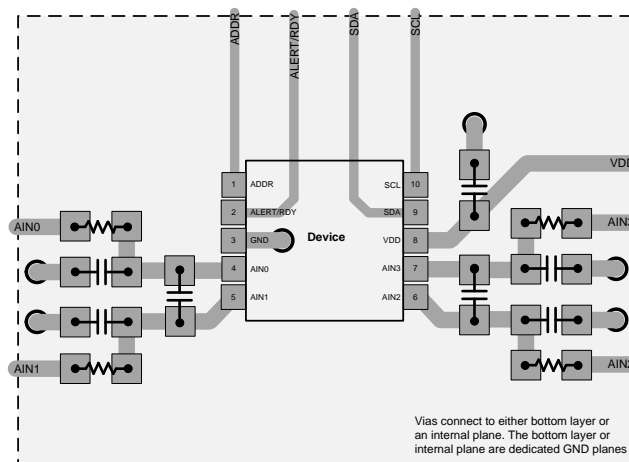 ADDR
ALERT/RDY
SDA
SCL
VDD
1 ADDR
SCL 10
2 ALERT/RDY
SDA 9
3 GND
Device
VDD 8
4 AIN0
AIN3 7
5 AIN1
AIN2 6
AIN0
AIN1
AIN2
Vias connect to either bottom layer or
an internal plane. The bottom layer or
internal plane are dedicated GND planes